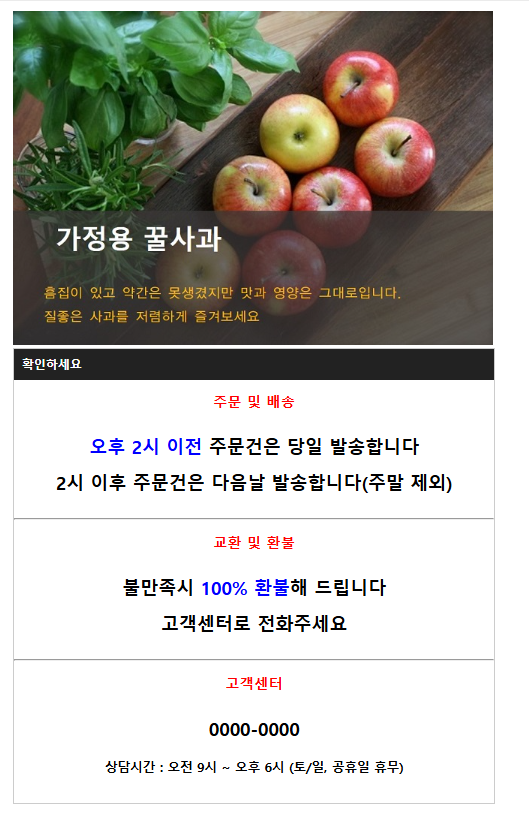 가정용 꿀사과
흠집이 있고 약간은 못생겼지만 맛과 영양은 그대로입니다.
질좋은 사과를 저렴하게 즐겨보세요
확인하세요
주문 및 배송
오후 2시 이전 주문건은 당일 발송합니다
2시 이후 주문건은 다음날 발송합니다(주말 제외)
교환 및 환불
불만족시 100% 환불해 드립니다
고객센터로 전화주세요
고객센터
0000-0000
상담시간 : 오전 9시 ~ 오후 6시 (토/일, 공휴일 휴무)